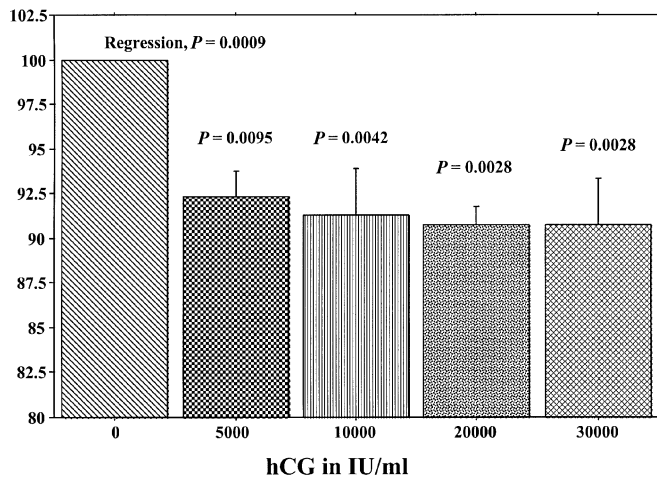 102.5
Regression, P = 0.0009
100
97.5
P = 0.0095
P = 0.0042
P = 0.0028
P = 0.0028
95
92.5
90
87.5
85
82.5
80
0
5000
10000
20000
30000
hCG in IU/ml